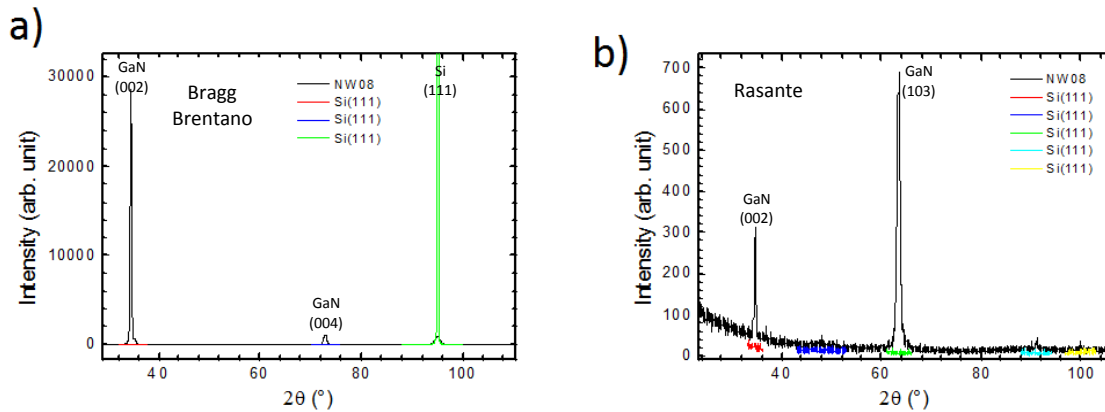 a)
GaN
(002)
Bragg
Brentano
NW08
Si(111)
Si(111)
Si(111)
Si
(111)
GaN
(004)
30000
20000
10000
0
Intensity (arb. unit)
40
60
80
100
2θ (°)
b)
Rasante
GaN
(103)
NW08
Si(111)
Si(111)
Si(111)
Si(111)
Si(111)
GaN
(002)
700
600
500
400
300
200
100
0
Intensity (arb. unit)
40
60
80
100
2θ (°)